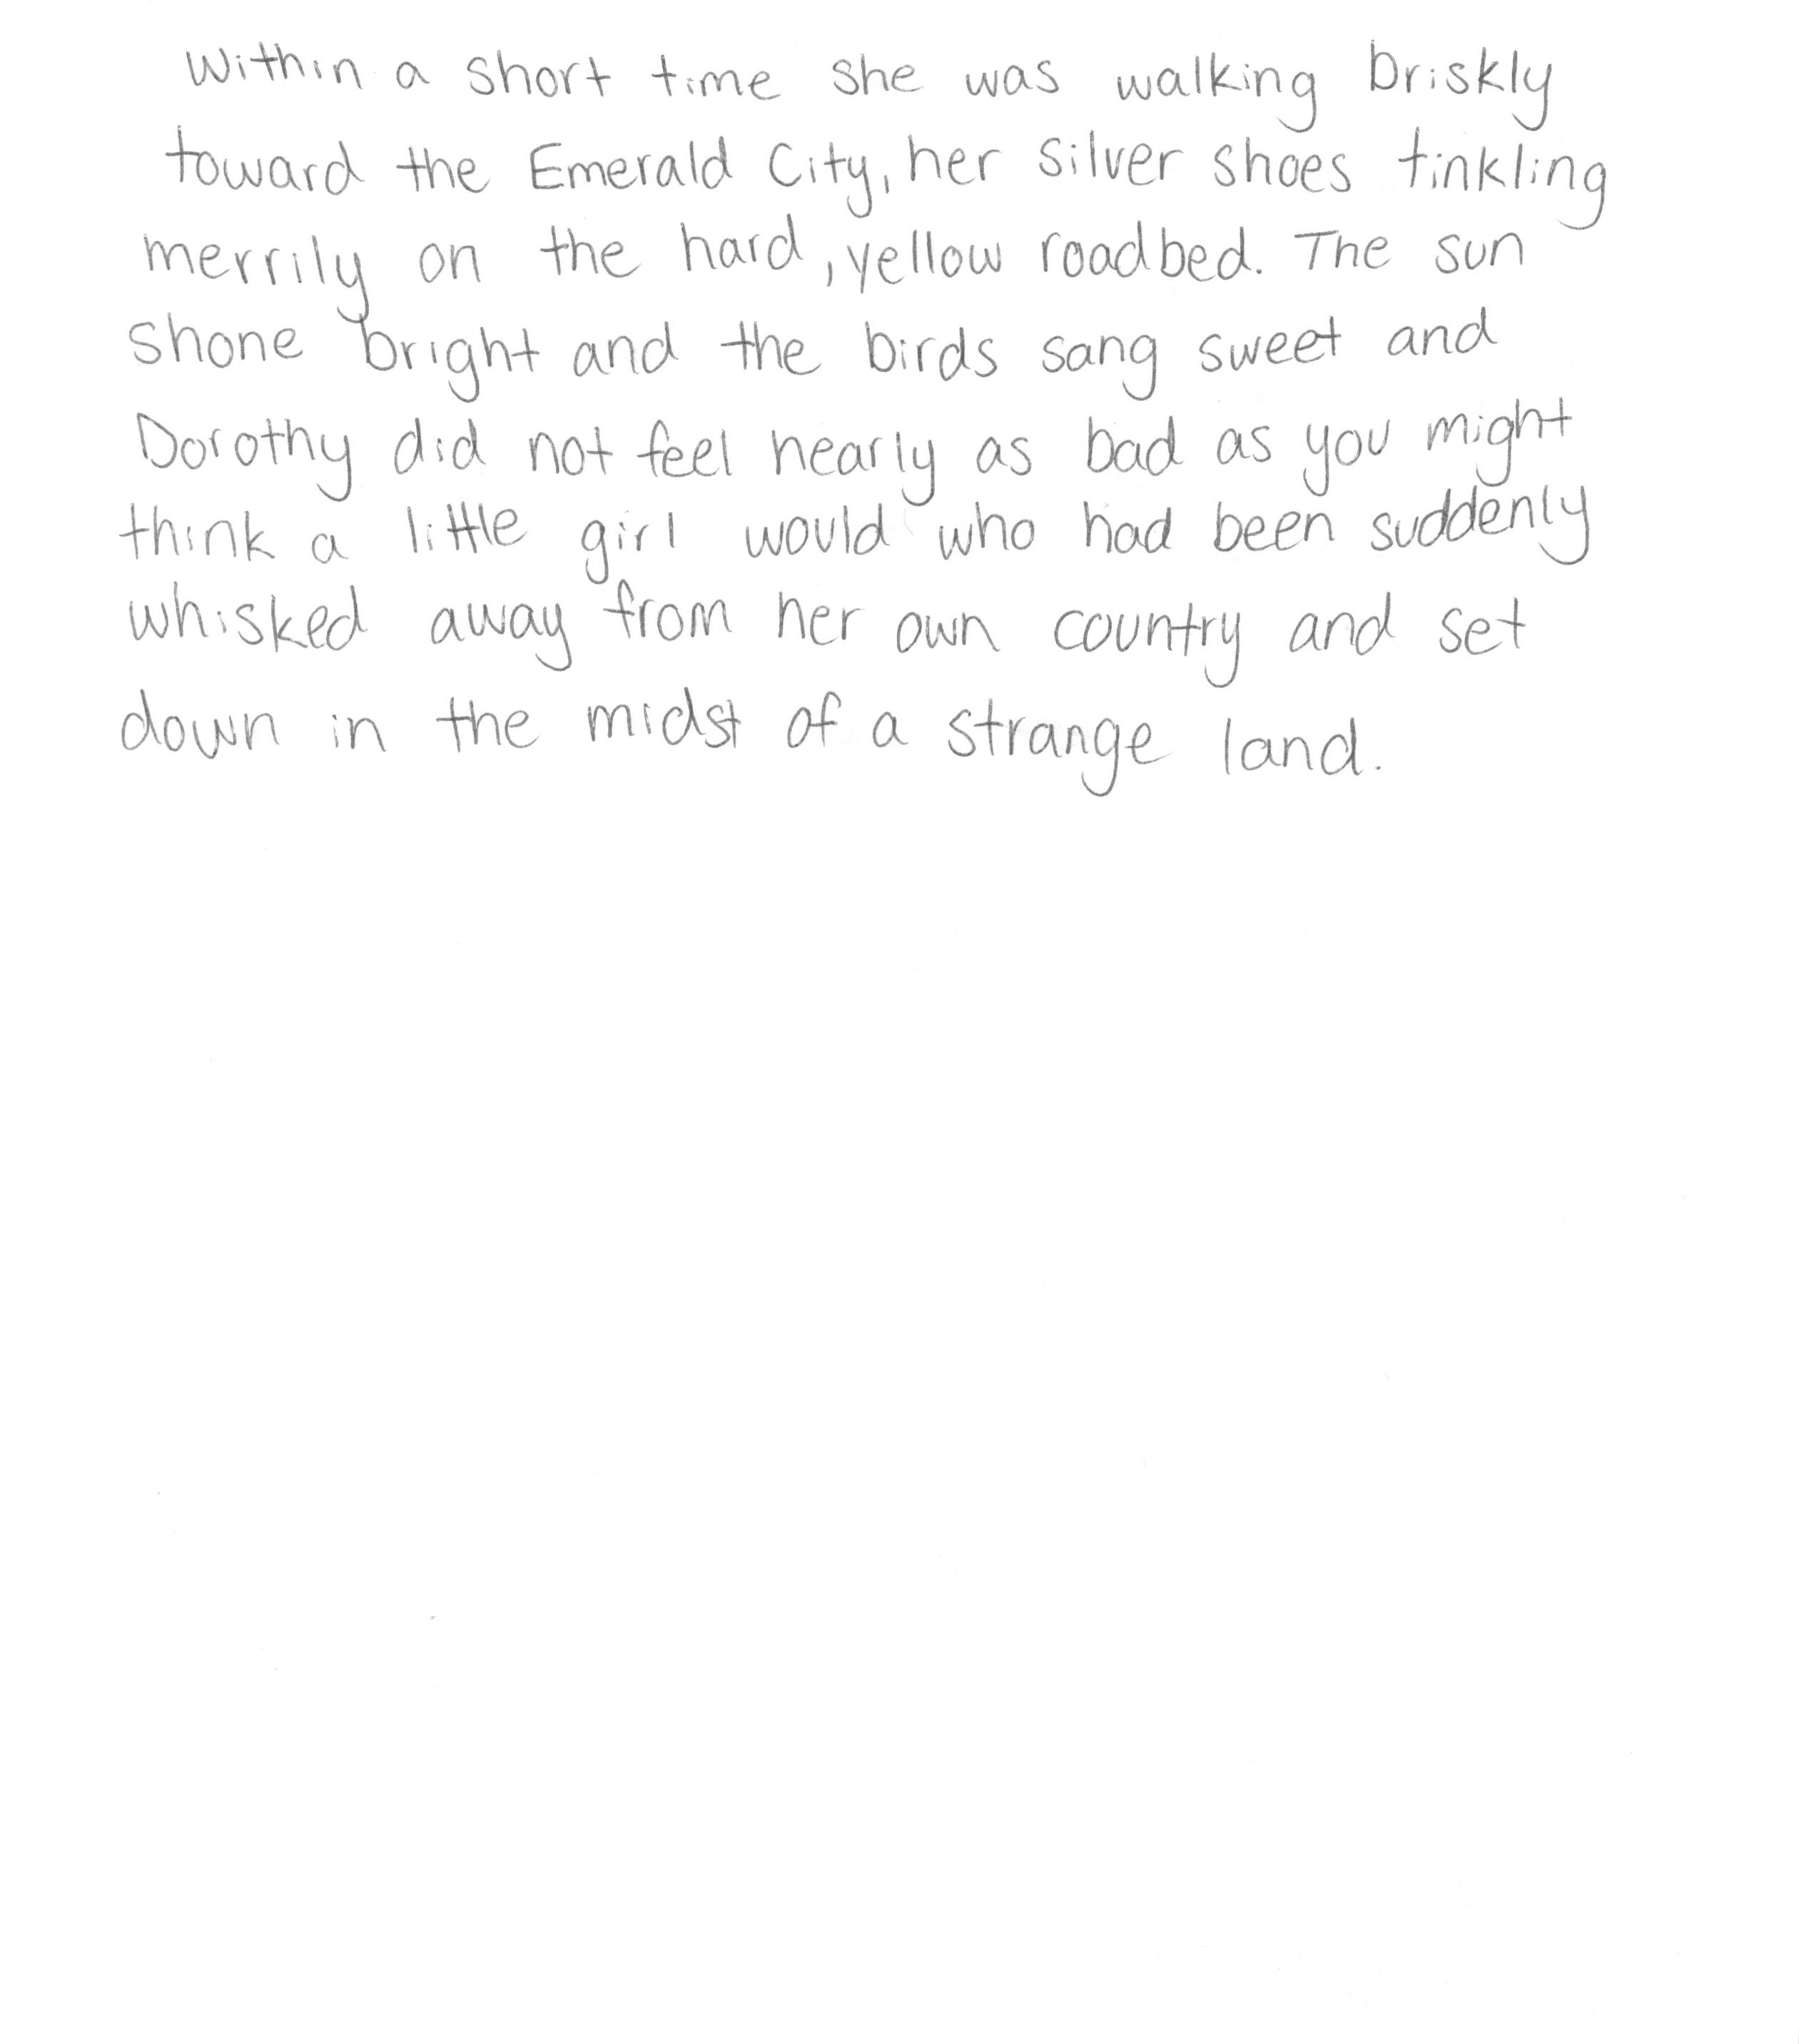 Within a short time she was walking briskly
toward the Emerald City, her silver shoes tinkling
merrily on the hard, yellow roadbed. The sun
shone bright and the birds sang sweet and
Dorothy did not feel nearly as bad as you might
think a little girl would who had been suddenly
whisked away from her own country and set
down in the midst of a strange land.